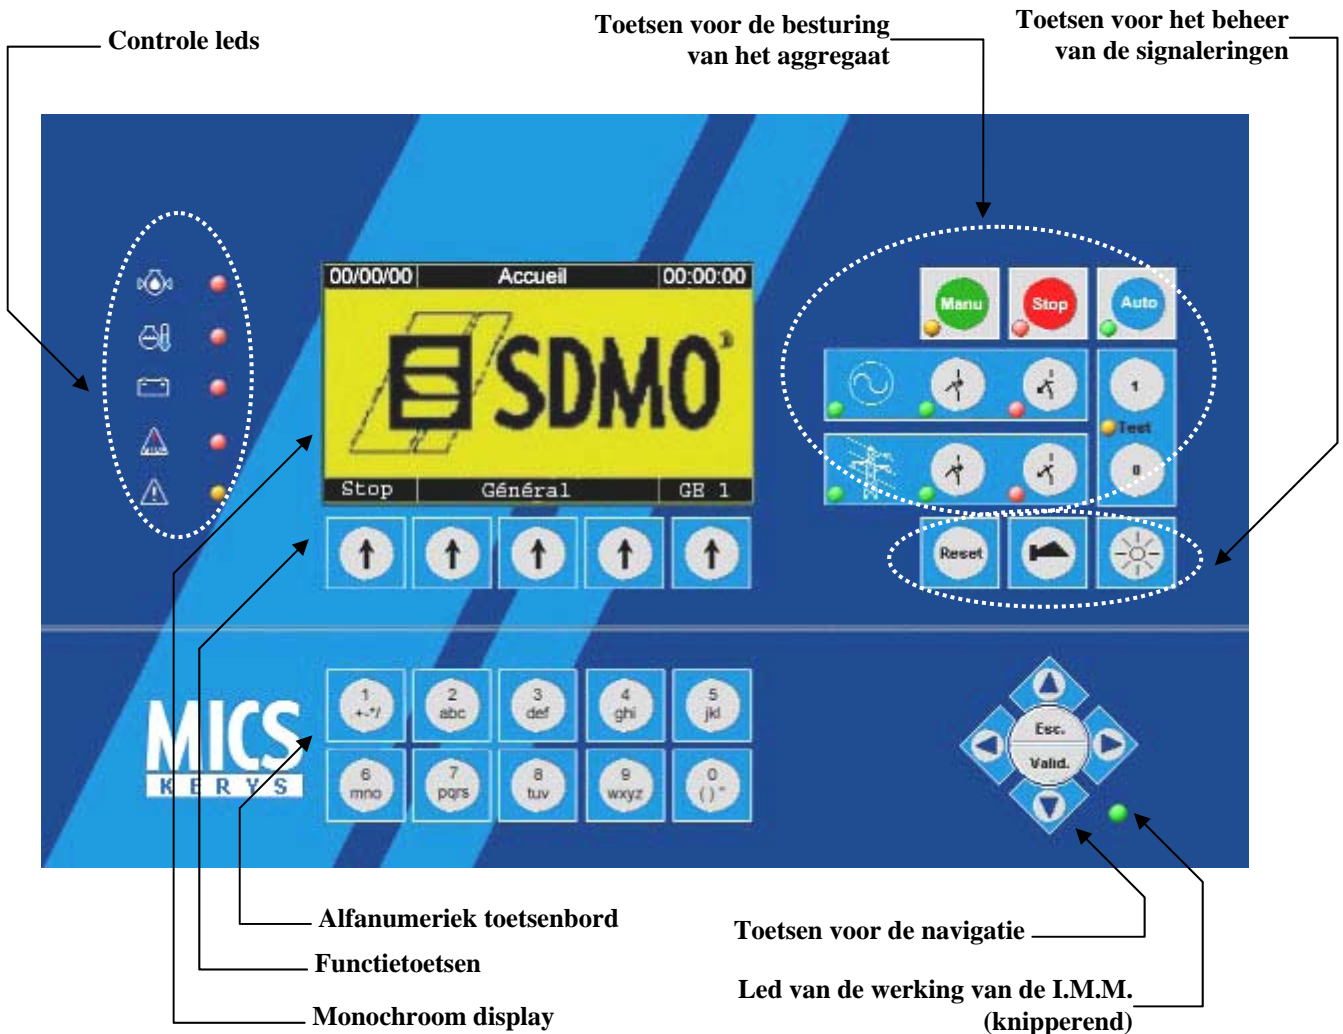 Controle leds
Toetsen voor de besturing
van het aggregaat
Toetsen voor het beheer
van de signaleringen
00/00/00 Accueil 00:00:00
SDMO
Stop Général GE 1
Manu Stop Auto
1
Test
0
Reset
MICS
KERYS
1 2 3 4 5
+-*/ abc def ghi jkl
6 7 8 9 0
mno pqrs tuv wxyz ( ) "
Esc.
Valid.
Alfanumeriek toetsenbord
Functietoetsen
Monochroom display
Toetsen voor de navigatie
Led van de werking van de I.M.M.
(knipperend)